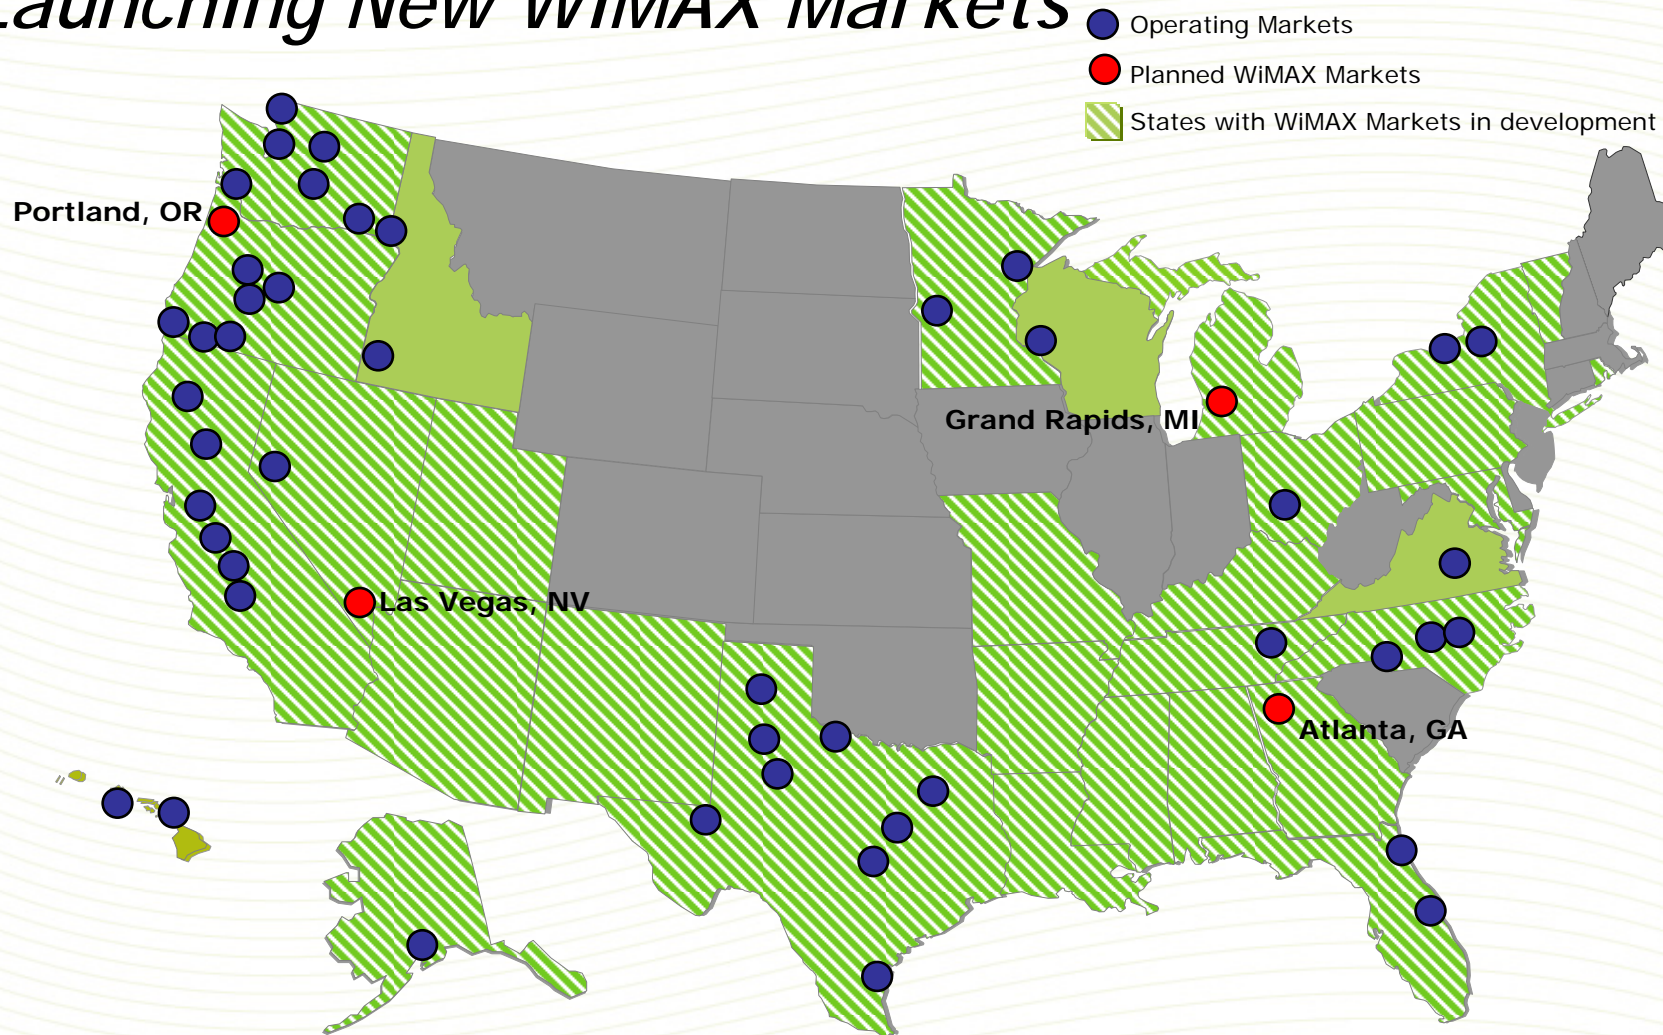 Launching New WiMAX Markets
Operating Markets
Planned WiMAX Markets
States with WiMAX Markets in development
Portland, OR
Grand Rapids, MI
Las Vegas, NV
Atlanta, GA